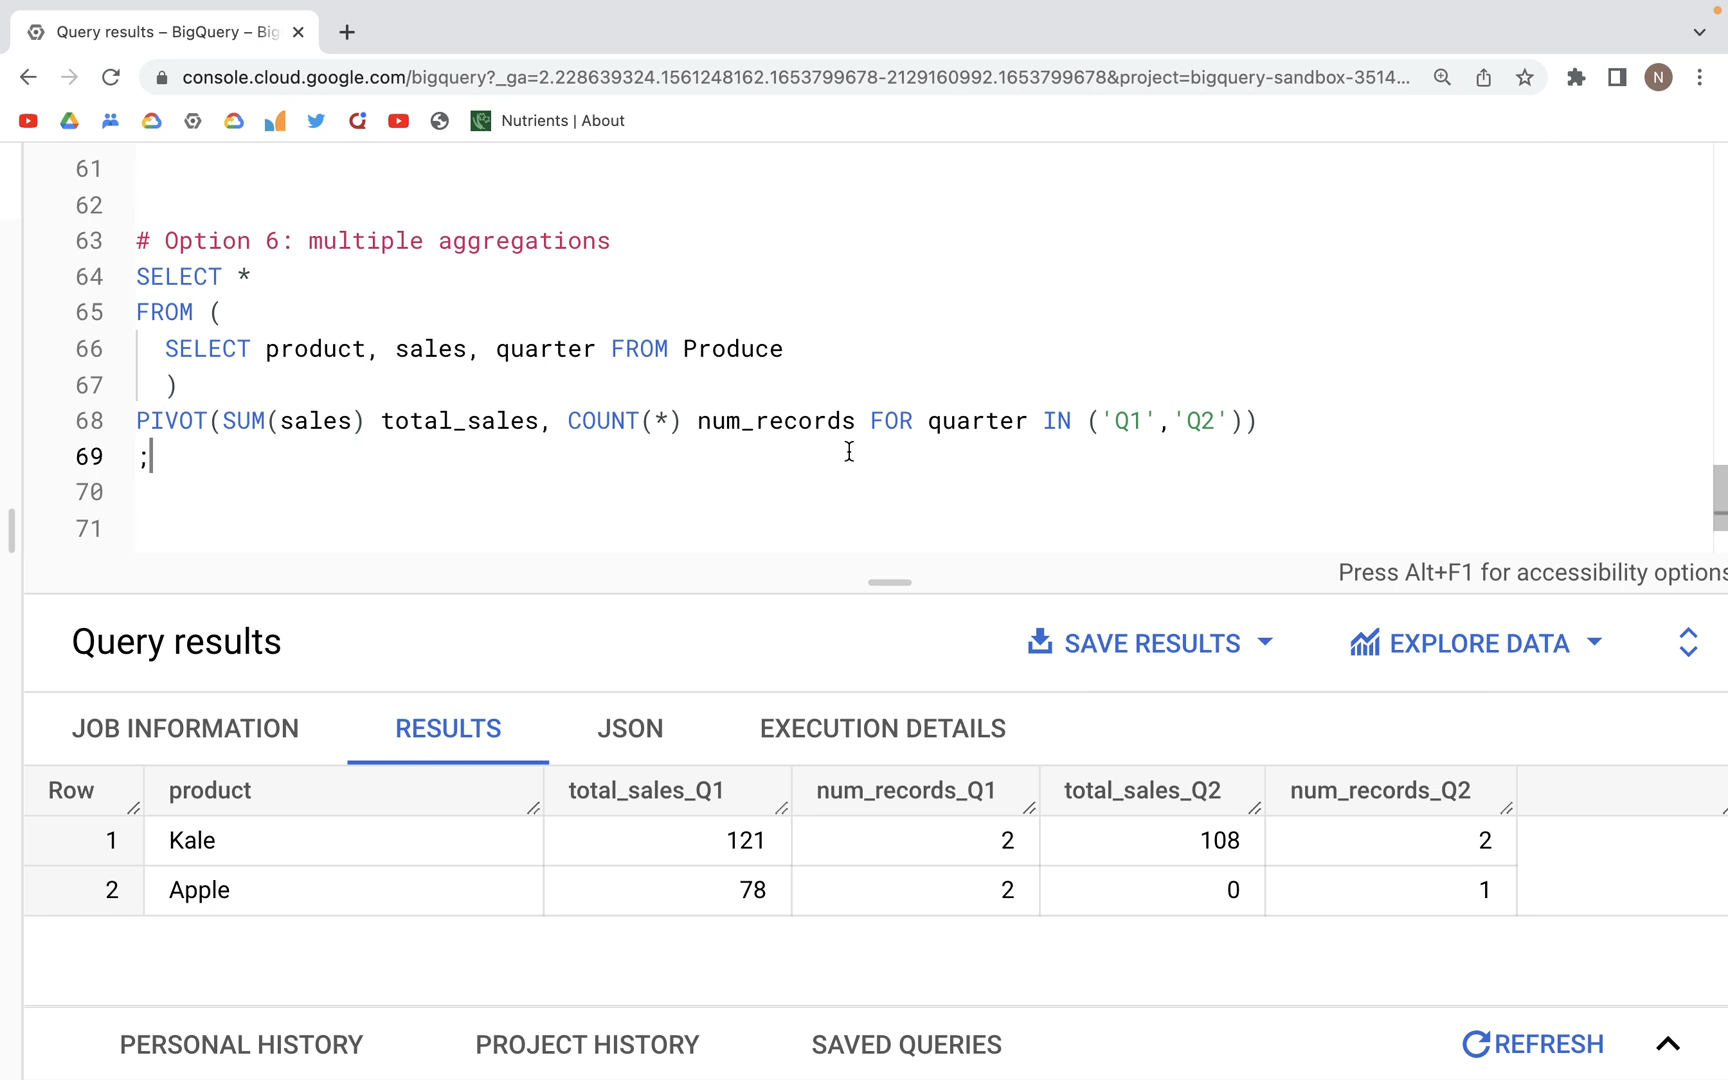 Query results – BigQuery – Big
console.cloud.google.com/bigquery?_ga=2.228639324.1561248162.1653799678-2129160992.1653799678&project=bigquery-sandbox-3514...
N
Nutrients | About
61
62
63 # Option 6: multiple aggregations
64 SELECT *
65 FROM (
66 SELECT product, sales, quarter FROM Produce
67 )
68 PIVOT(SUM(sales) total_sales, COUNT(*) num_records FOR quarter IN ('Q1','Q2'))
69 ;
70
71
Press Alt+F1 for accessibility options
Query results
SAVE RESULTS
EXPLORE DATA
JOB INFORMATION RESULTS JSON EXECUTION DETAILS
Row product total_sales_Q1 num_records_Q1 total_sales_Q2 num_records_Q2
1 Kale 121 2 108 2
2 Apple 78 2 0 1
PERSONAL HISTORY PROJECT HISTORY SAVED QUERIES REFRESH